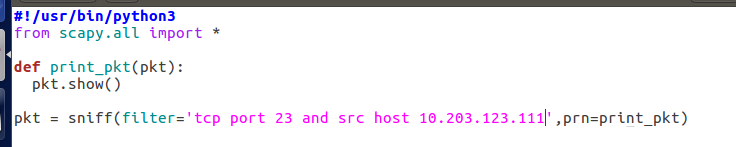 #!/usr/bin/python3
from scapy.all import *
def print_pkt(pkt):
  pkt.show()
pkt = sniff(filter='tcp port 23 and src host 10.203.123.111',prn=print_pkt)